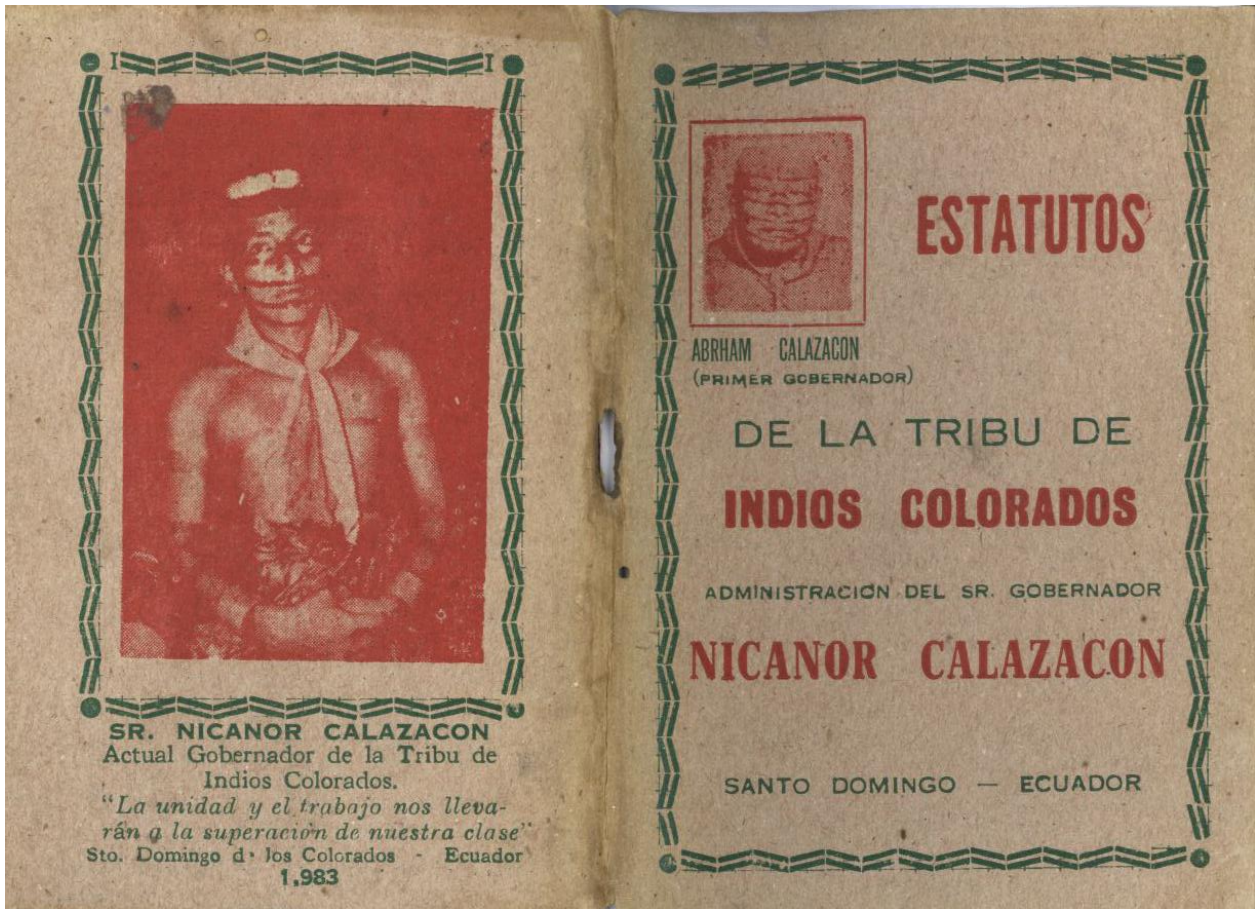 SR. NICANOR CALAZACON
Actual Gobernador de la Tribu de
Indios Colorados.
“La unidad y el trabajo nos lleva-
rán a la superación de nuestra clase”
Sto. Domingo d· los Colorados - Ecuador
1,983
ESTATUTOS
ABRHAM CALAZACON
(PRIMER GOBERNADOR)
DE LA TRIBU DE
INDIOS COLORADOS
ADMINISTRACIÓN DEL SR. GOBERNADOR
NICANOR CALAZACON
SANTO DOMINGO — ECUADOR